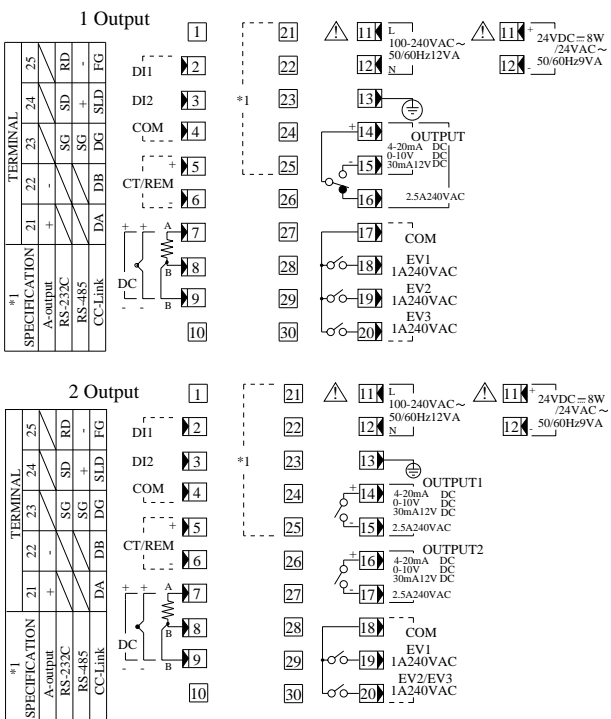 1 Output
*1 TERMINAL
SPECIFICATION 21 22 23 24 25
A-output + -
RS-232C SG SD RD
RS-485 SG + -
CC-Link DA DB DG SLD FG
1
DI1 2
DI2 3
COM 4
+ 5
CT/REM
- 6
+ + A 7
B 8
DC
- - B 9
10
*1
21
22
23
24
25
26
27
28
29
30
11 L
100-240VAC~
50/60Hz12VA
12 N
13
+ 14 OUTPUT
4-20mA DC
0-10V DC
- 15 30mA12V DC
16 2.5A240VAC
17 COM
18 EV1
1A240VAC
19 EV2
1A240VAC
20 EV3
1A240VAC
11 + 24VDC⎓8W
/24VAC~
12 - 50/60Hz9VA
2 Output
*1 TERMINAL
SPECIFICATION 21 22 23 24 25
A-output + -
RS-232C SG SD RD
RS-485 SG + -
CC-Link DA DB DG SLD FG
1
DI1 2
DI2 3
COM 4
+ 5
CT/REM
- 6
+ + A 7
B 8
DC
- - B 9
10
*1
21
22
23
24
25
26
27
28
29
30
11 L
100-240VAC~
50/60Hz12VA
12 N
13
OUTPUT1
+ 14 4-20mA DC
0-10V DC
30mA12V DC
- 15 2.5A240VAC
OUTPUT2
+ 16 4-20mA DC
0-10V DC
30mA12V DC
- 17 2.5A240VAC
18 COM
19 EV1
1A240VAC
20 EV2/EV3
1A240VAC
11 + 24VDC⎓8W
/24VAC~
12 - 50/60Hz9VA